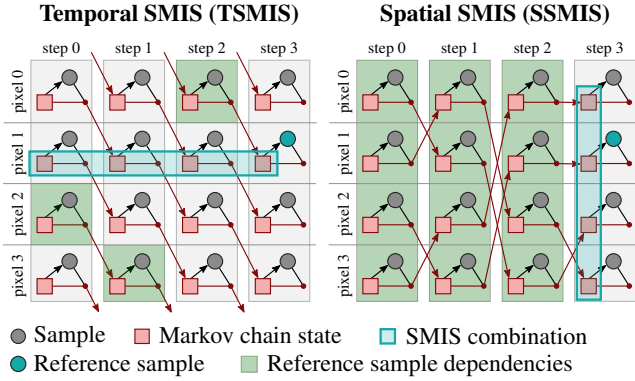 Temporal SMIS (TSMIS)
Spatial SMIS (SSMIS)
step 0 step 1 step 2 step 3
step 0 step 1 step 2 step 3
pixel 0
pixel 1
pixel 2
pixel 3
pixel 0
pixel 1
pixel 2
pixel 3
Sample Markov chain state SMIS combination
Reference sample Reference sample dependencies